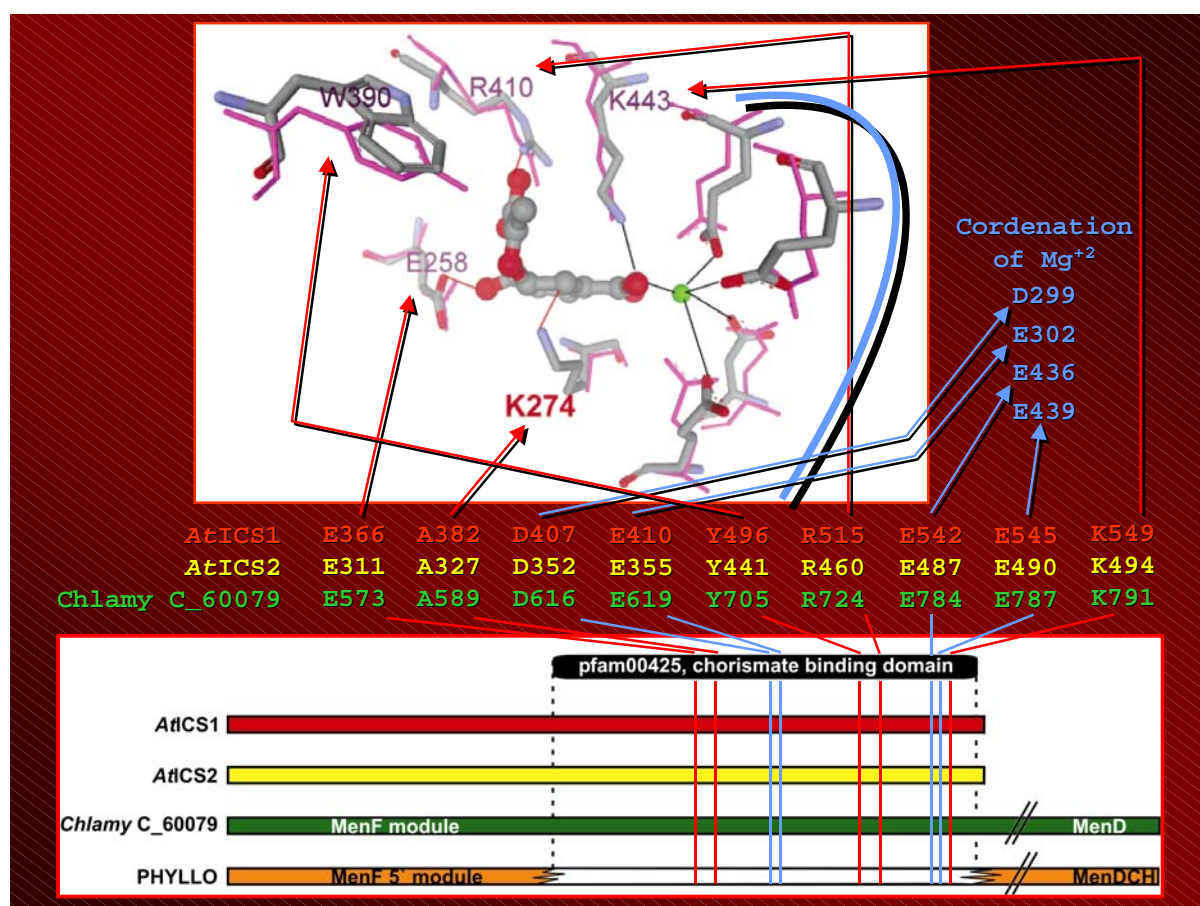 W390
R410
K443
E258
K274
Cordenation
of Mg+2
D299
E302
E436
E439
AtICS1 E366 A382 D407 E410 Y496 R515 E542 E545 K549
AtICS2 E311 A327 D352 E355 Y441 R460 E487 E490 K494
Chlamy C_60079 E573 A589 D616 E619 Y705 R724 E784 E787 K791
pfam00425, chorismate binding domain
AtICS1
AtICS2
Chlamy C_60079 MenF module MenD
PHYLLO MenF 5' module MenDCH